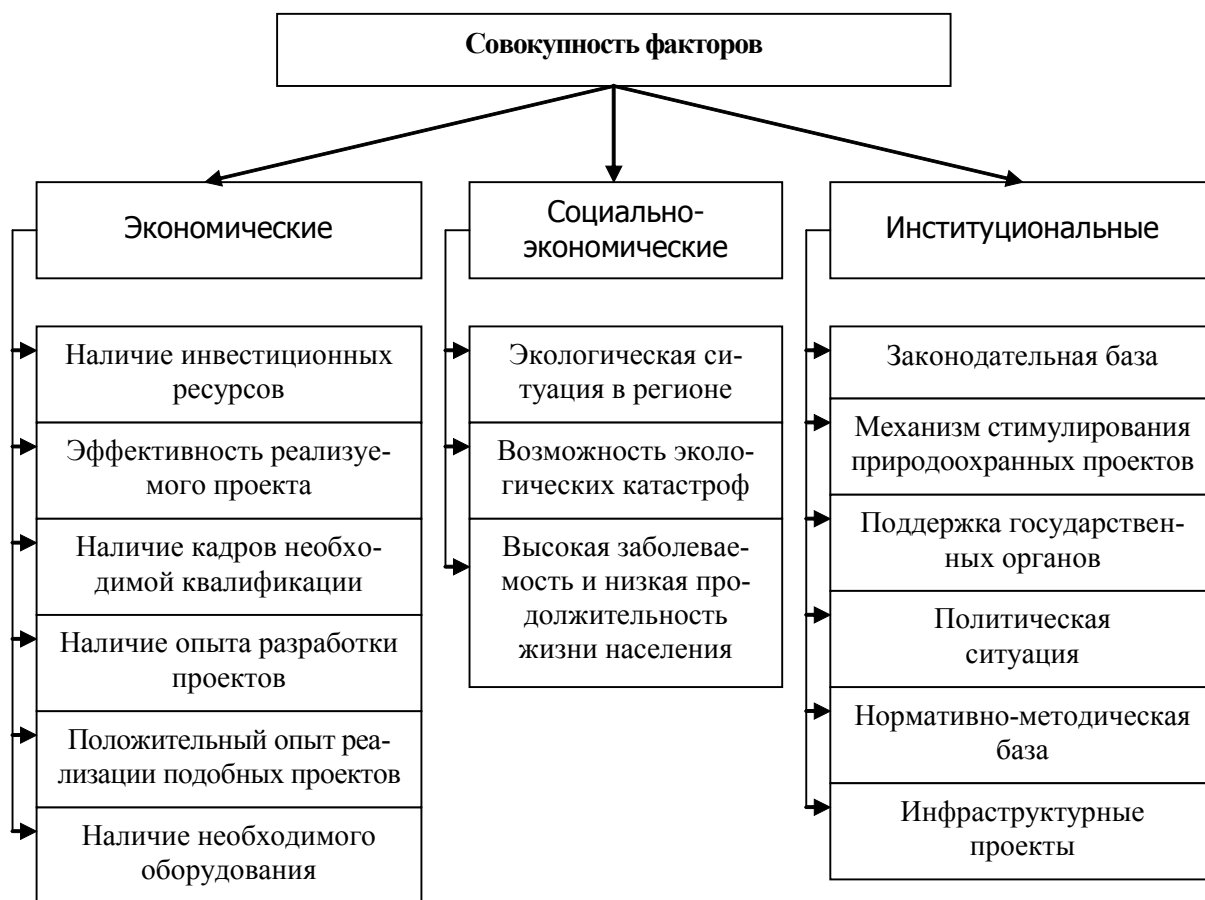 Совокупность факторов
Экономические
Наличие инвестиционных
ресурсов
Эффективность реализуе-
мого проекта
Наличие кадров необхо-
димой квалификации
Наличие опыта разработки
проектов
Положительный опыт реа-
лизации подобных проектов
Наличие необходимого
оборудования
Социально-
экономические
Экологическая си-
туация в регионе
Возможность эколо-
гических катастроф
Высокая заболевае-
мость и низкая про-
должительность
жизни населения
Институциональные
Законодательная база
Механизм стимулирования
природоохранных проектов
Поддержка государствен-
ных органов
Политическая
ситуация
Нормативно-методическая
база
Инфраструктурные
проекты